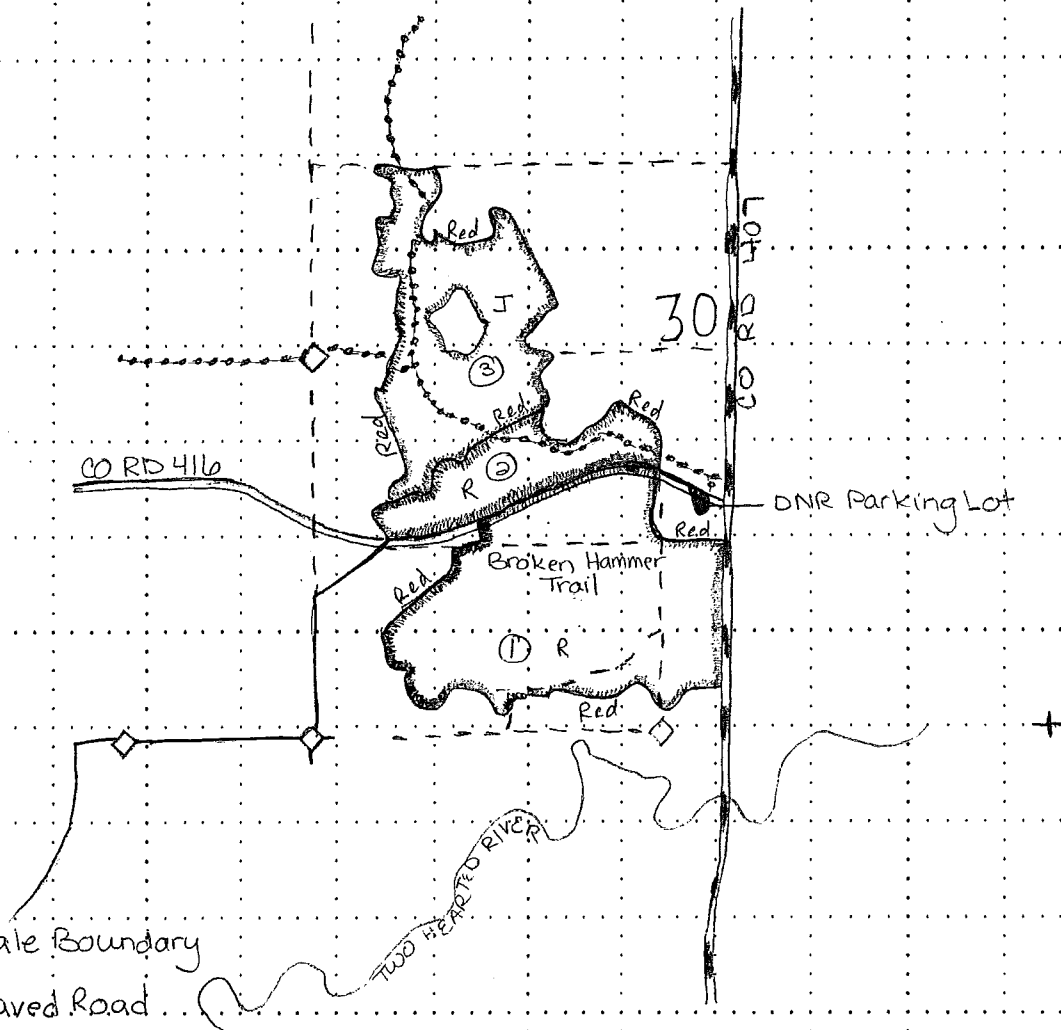 Red
CO RD 407
30
J
3
Red
Red
Red
CO RD 416
2
R
DNR Parking Lot
Red
Broken Hammer
Trail
Red
1 R
Red
TWO HEARTED RIVER
ale Boundary
aved Road